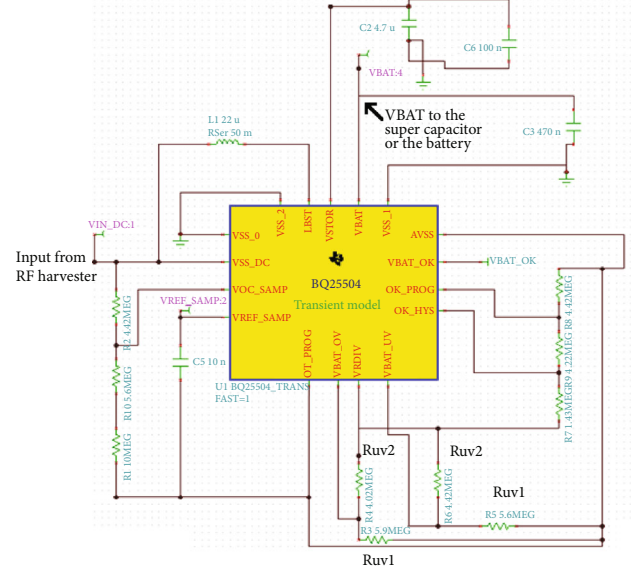 C2 4.7 u
C6 100 n
VBAT:4
VBAT to the
super capacitor
or the battery
C3 470 n
L1 22 u
RSer 50 m
VIN_DC:1
Input from
RF harvester
VSS_2
LBST
VSTOR
VBAT
VSS_1
VSS_0
AVSS
VSS_DC
VBAT_OK
VBAT_OK
BQ25504
VOC_SAMP
OK_PROG
VREF_SAMP:2
Transient model
VREF_SAMP
OK_HYS
OT_PROG
VBAT_OV
VRDIV
VBAT_UV
R2 4.42MEG
C5 10 n
R8 4.42MEG
R9 4.22MEG
R7 1.43MEG
U1 BQ25504_TRANS
FAST=1
R10 5.6MEG
R1 10MEG
Ruv2
Ruv2
R4 4.02MEG
R6 4.42MEG
Ruv1
R5 5.6MEG
R3 5.9MEG
Ruv1